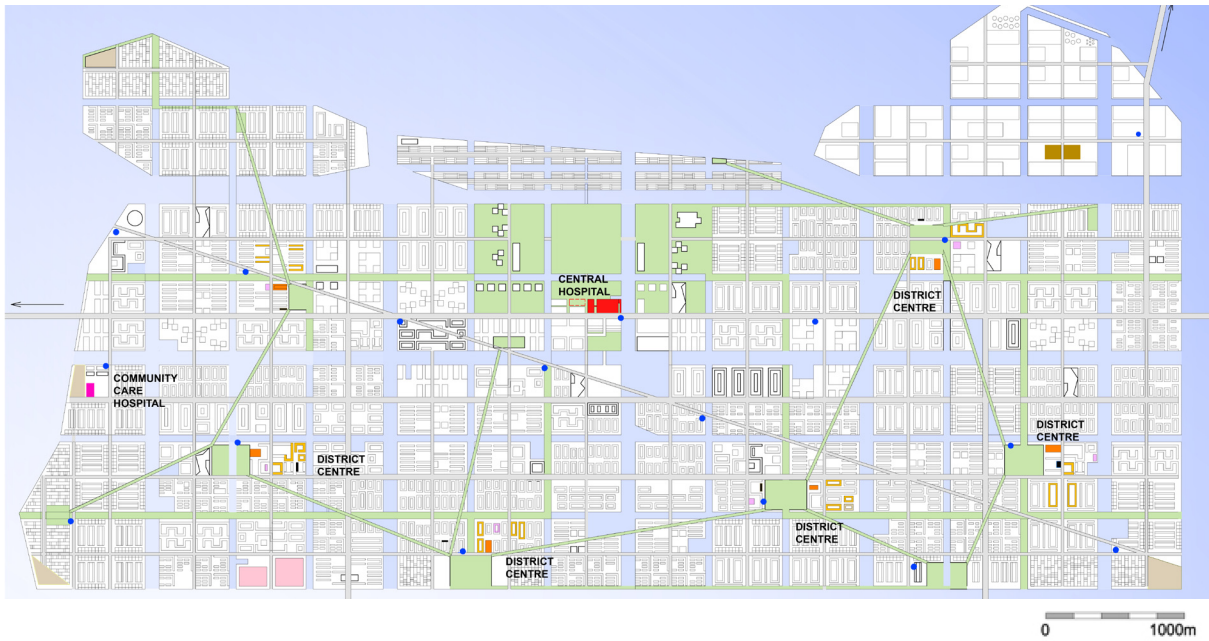 CENTRAL
HOSPITAL
DISTRICT
CENTRE
COMMUNITY
CARE
HOSPITAL
DISTRICT
CENTRE
DISTRICT
CENTRE
DISTRICT
CENTRE
DISTRICT
CENTRE
0 1000m